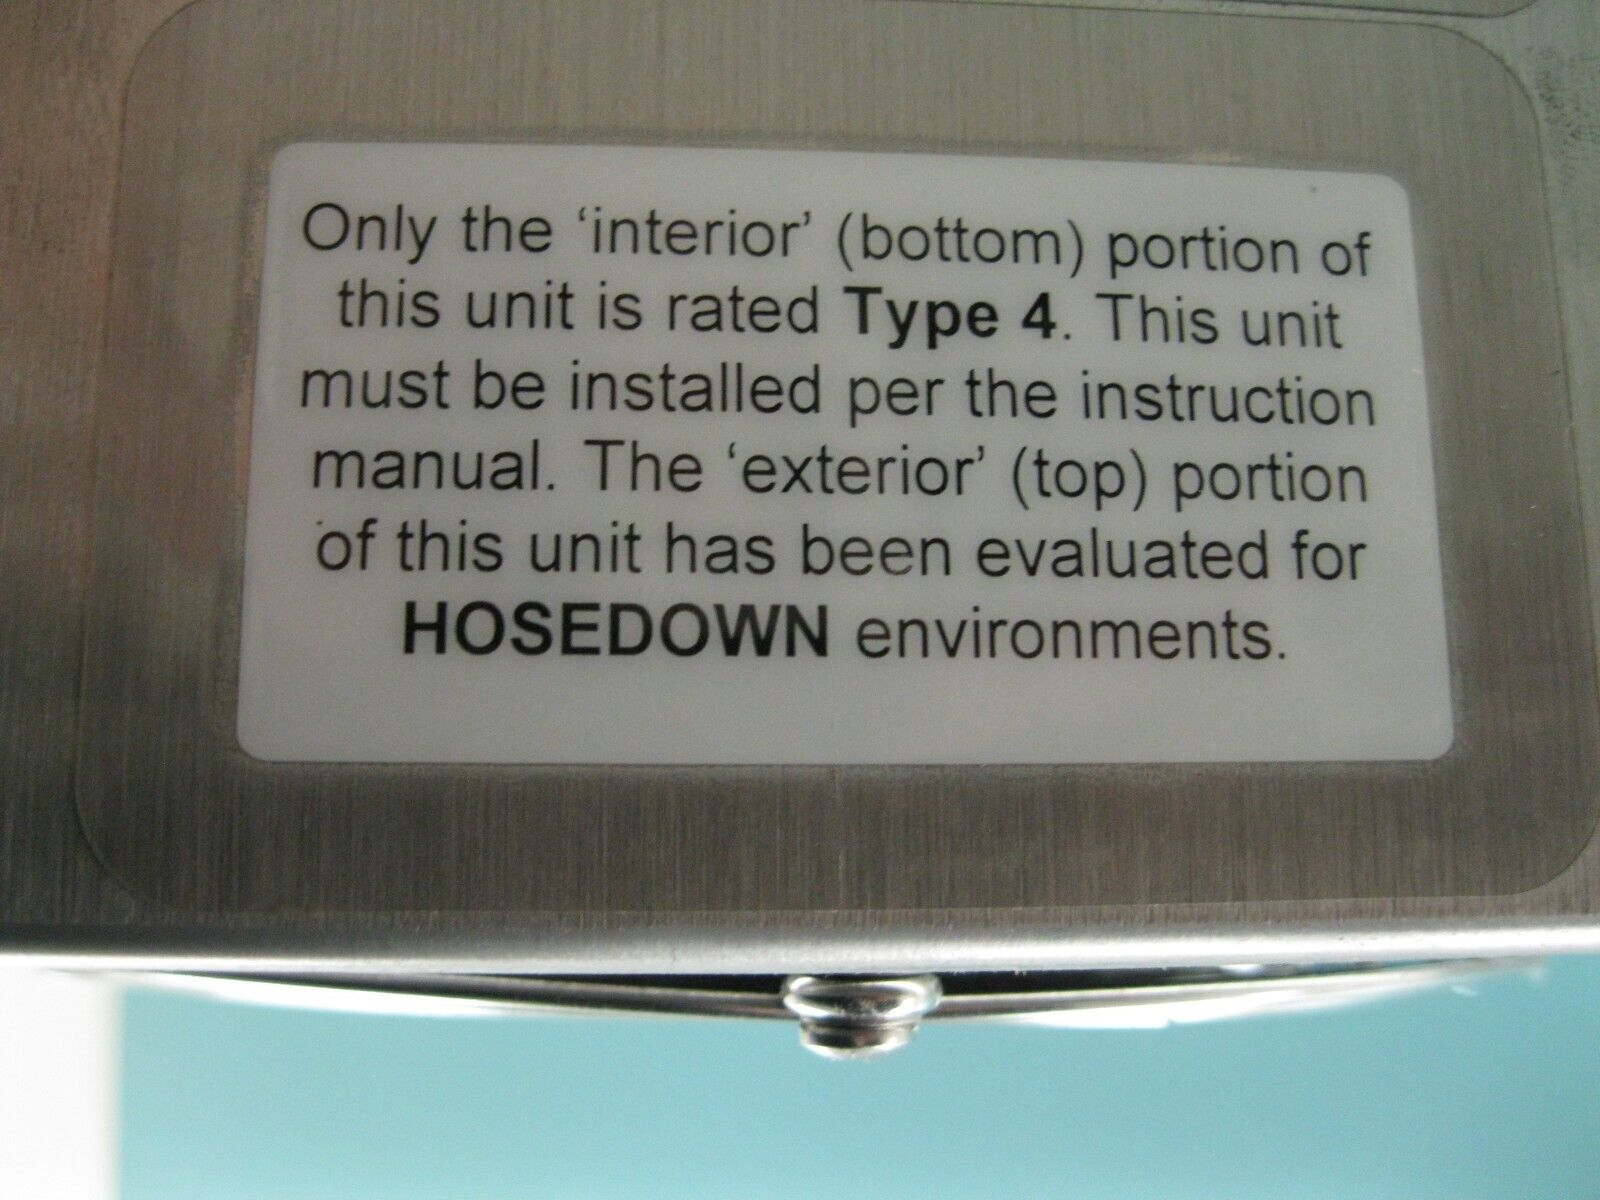 Only the ‘interior’ (bottom) portion of
this unit is rated Type 4. This unit
must be installed per the instruction
manual. The ‘exterior’ (top) portion
of this unit has been evaluated for
HOSEDOWN environments.